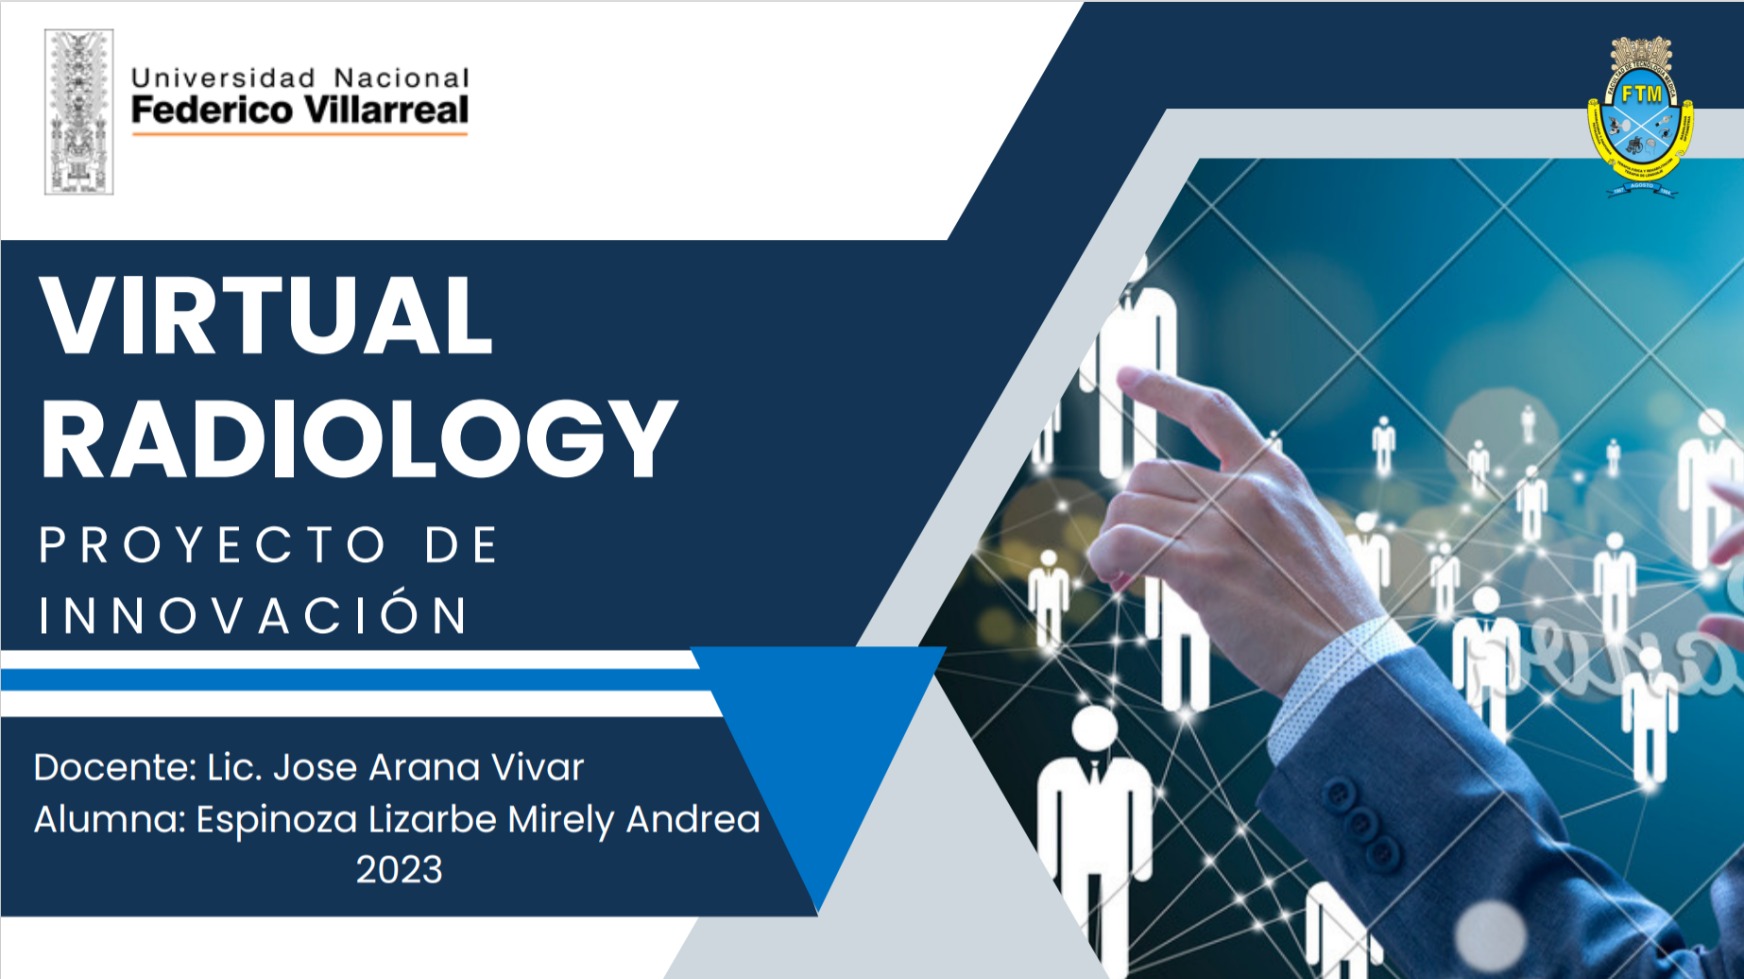 Universidad Nacional
Federico Villarreal
FTM
VIRTUAL
RADIOLOGY
PROYECTO DE
INNOVACIÓN
Docente: Lic. Jose Arana Vivar
Alumna: Espinoza Lizarbe Mirely Andrea
2023